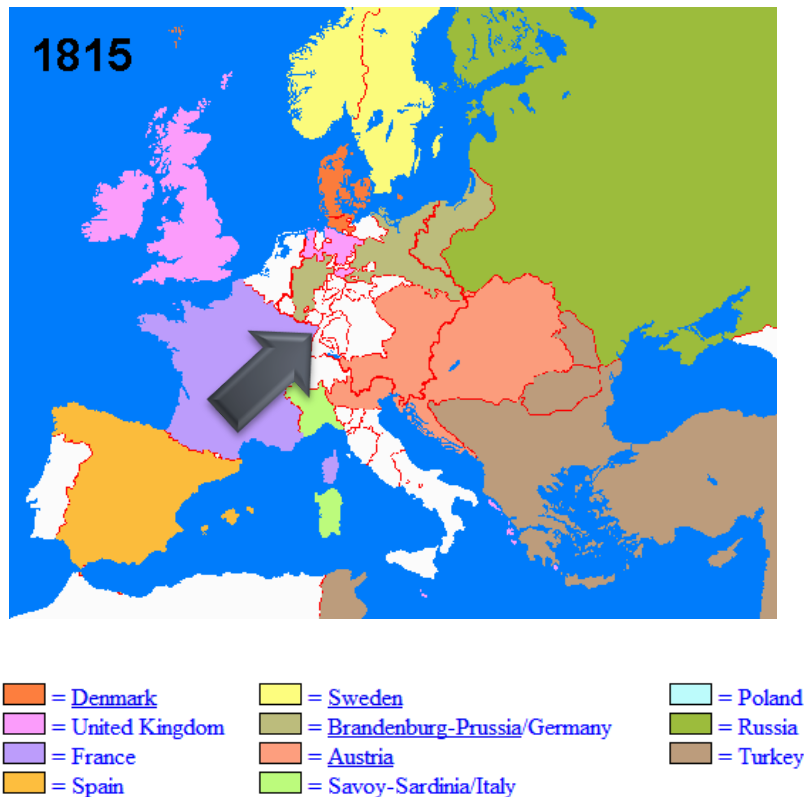 1815
= Denmark = Sweden = Poland
= United Kingdom = Brandenburg-Prussia/Germany = Russia
= France = Austria = Turkey
= Spain = Savoy-Sardinia/Italy